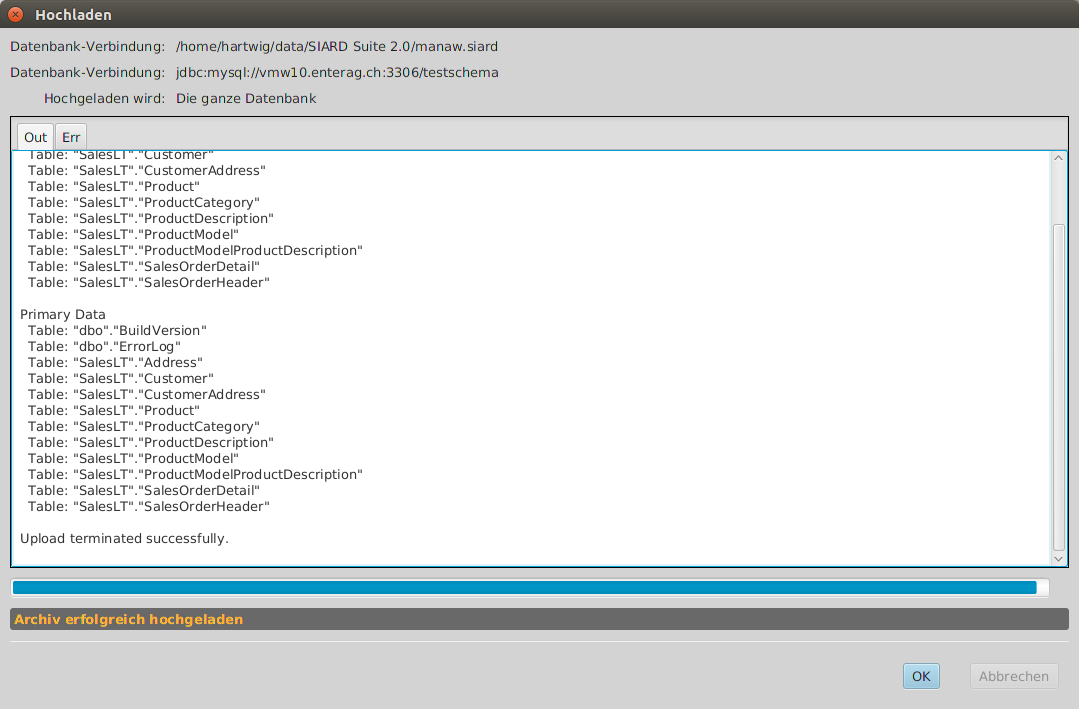 Hochladen
Datenbank-Verbindung: /home/hartwig/data/SIARD Suite 2.0/manaw.siard
Datenbank-Verbindung: jdbc:mysql://vmw10.enterag.ch:3306/testschema
Hochgeladen wird: Die ganze Datenbank
Out Err
Table: "SalesLT"."Customer"
Table: "SalesLT"."CustomerAddress"
Table: "SalesLT"."Product"
Table: "SalesLT"."ProductCategory"
Table: "SalesLT"."ProductDescription"
Table: "SalesLT"."ProductModel"
Table: "SalesLT"."ProductModelProductDescription"
Table: "SalesLT"."SalesOrderDetail"
Table: "SalesLT"."SalesOrderHeader"
Primary Data
Table: "dbo"."BuildVersion"
Table: "dbo"."ErrorLog"
Table: "SalesLT"."Address"
Table: "SalesLT"."Customer"
Table: "SalesLT"."CustomerAddress"
Table: "SalesLT"."Product"
Table: "SalesLT"."ProductCategory"
Table: "SalesLT"."ProductDescription"
Table: "SalesLT"."ProductModel"
Table: "SalesLT"."ProductModelProductDescription"
Table: "SalesLT"."SalesOrderDetail"
Table: "SalesLT"."SalesOrderHeader"
Upload terminated successfully.
Archiv erfolgreich hochgeladen
OK Abbrechen